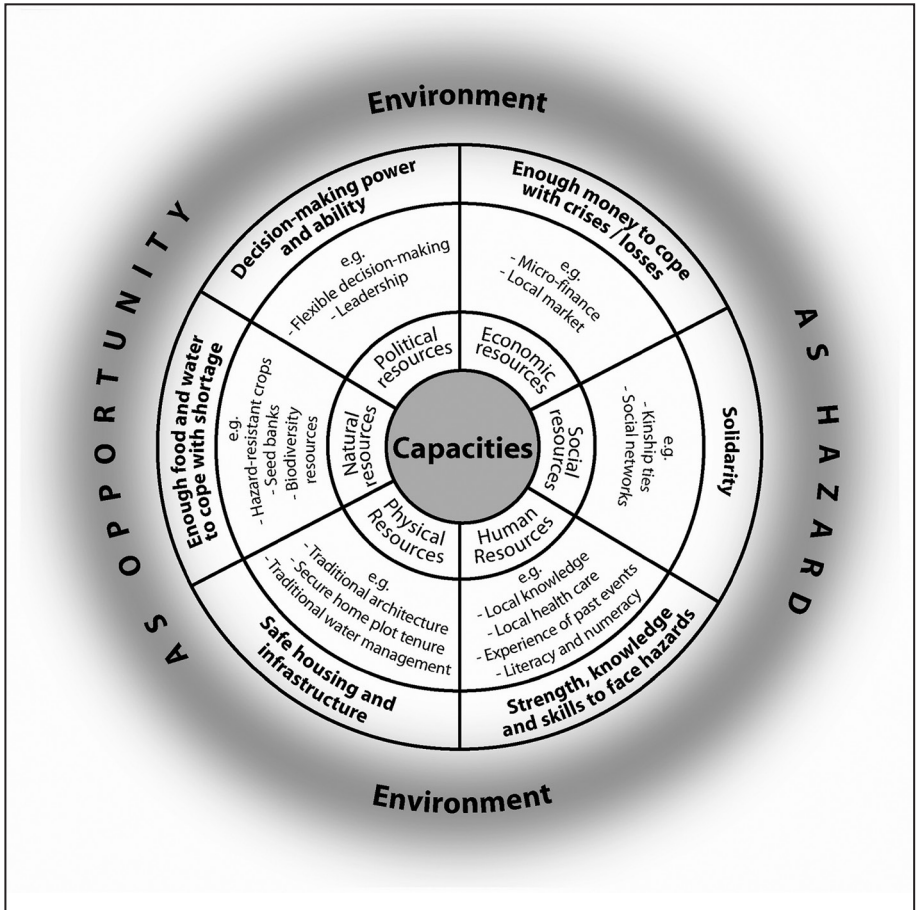 Environment
Decision-making power
and ability
e.g.
- Flexible decision-making
- Leadership
Political
resources
Enough money to cope
with crises / losses
e.g.
- Micro-finance
- Local market
Economic
resources
Solidarity
e.g.
- Kinship ties
- Social networks
Social
resources
Strength, knowledge
and skills to face hazards
e.g.
- Local knowledge
- Local health care
- Experience of past events
- Literacy and numeracy
Human
Resources
Safe housing and
infrastructure
e.g.
- Traditional architecture
- Secure home plot tenure
- Traditional water management
Physical
Resources
Enough food and water
to cope with shortage
e.g.
- Hazard-resistant crops
- Seed banks
- Biodiversity
resources
Natural
resources
Capacities
AS OPPORTUNITY
AS HAZARD
Environment